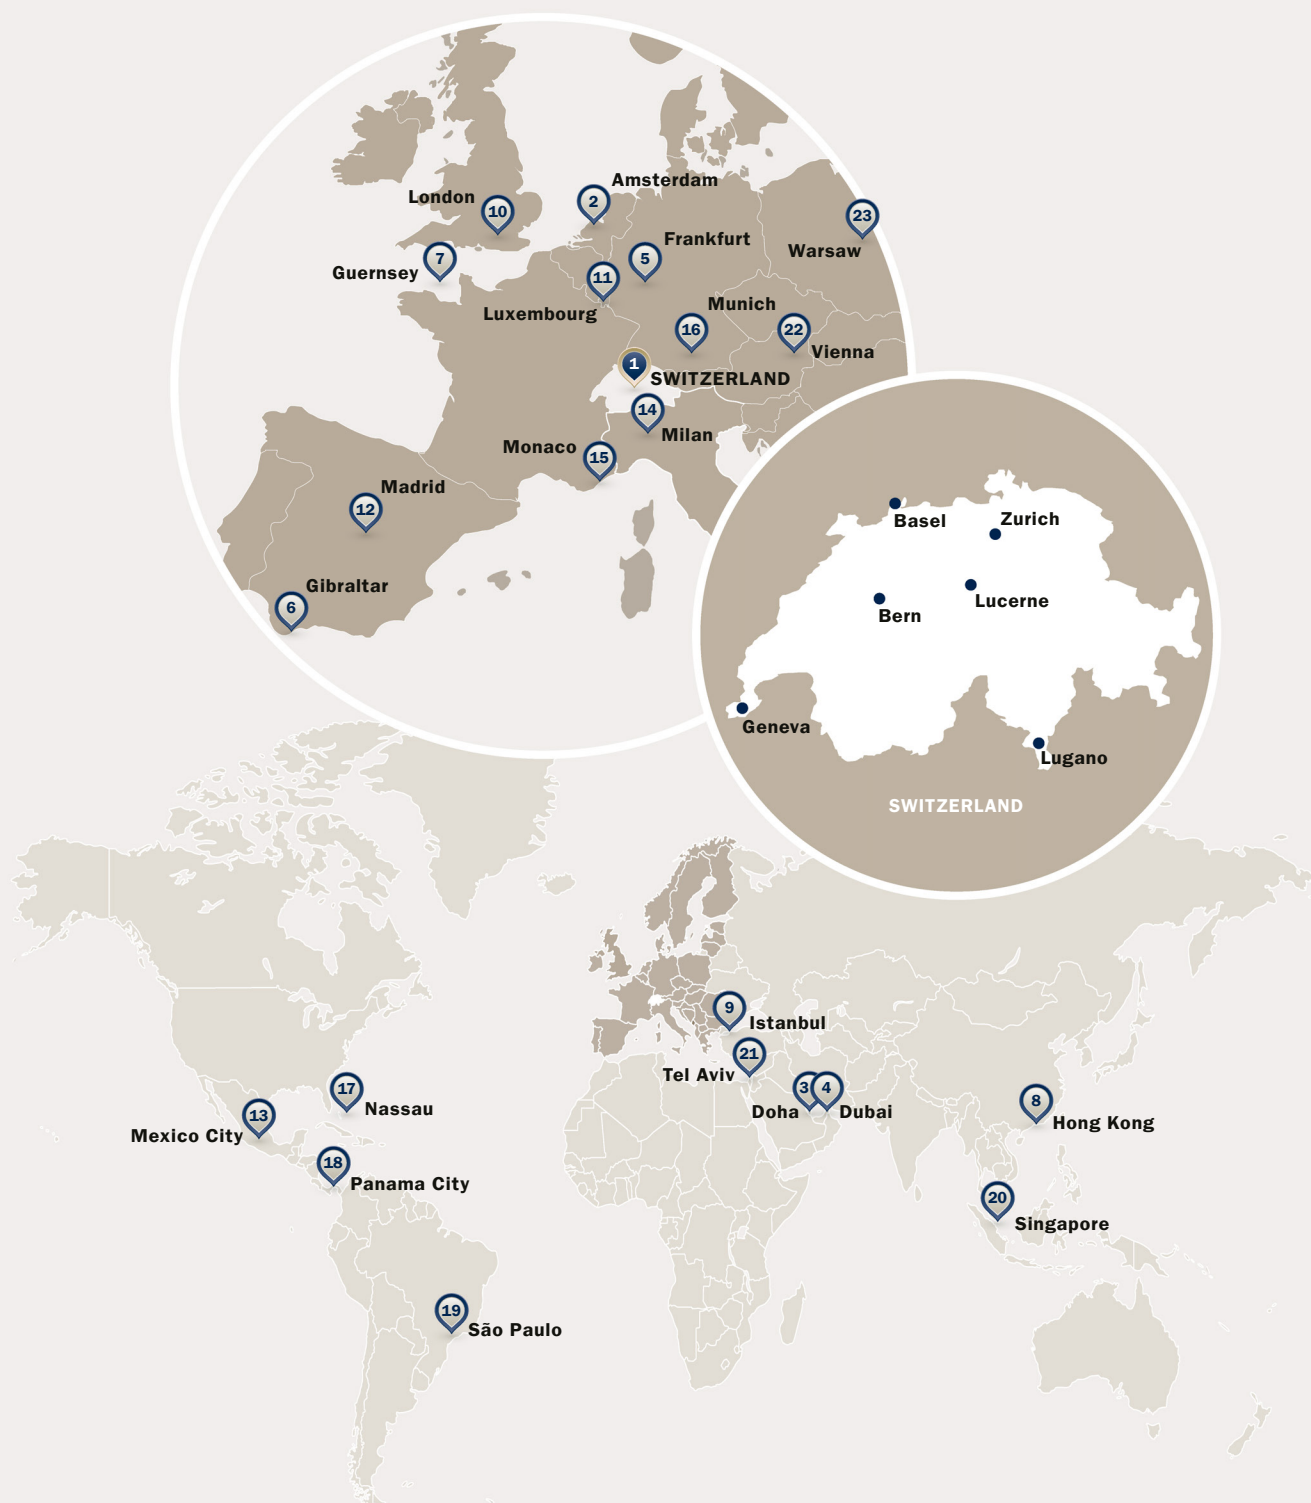 Amsterdam
2
London
10
23
Warsaw
Frankfurt
5
7
Guernsey
11
Luxembourg
Munich
16
22
Vienna
1
SWITZERLAND
14
Milan
Monaco
15
Madrid
12
Gibraltar
6
Basel
Zurich
Bern
Lucerne
Geneva
Lugano
SWITZERLAND
9
Istanbul
21
Tel Aviv
3
4
Doha
Dubai
8
Hong Kong
17
Nassau
13
Mexico City
18
Panama City
20
Singapore
19
São Paulo